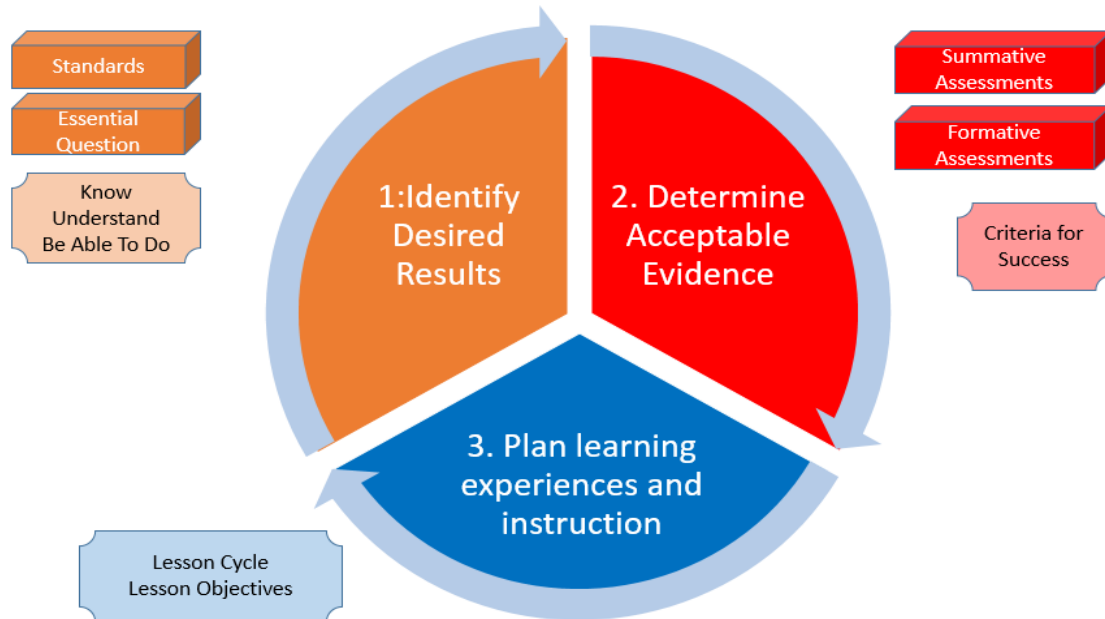 Standards
Essential
Question
Know
Understand
Be Able To Do
1:Identify
Desired
Results
2. Determine
Acceptable
Evidence
Summative
Assessments
Formative
Assessments
Criteria for
Success
3. Plan learning
experiences and
instruction
Lesson Cycle
Lesson Objectives